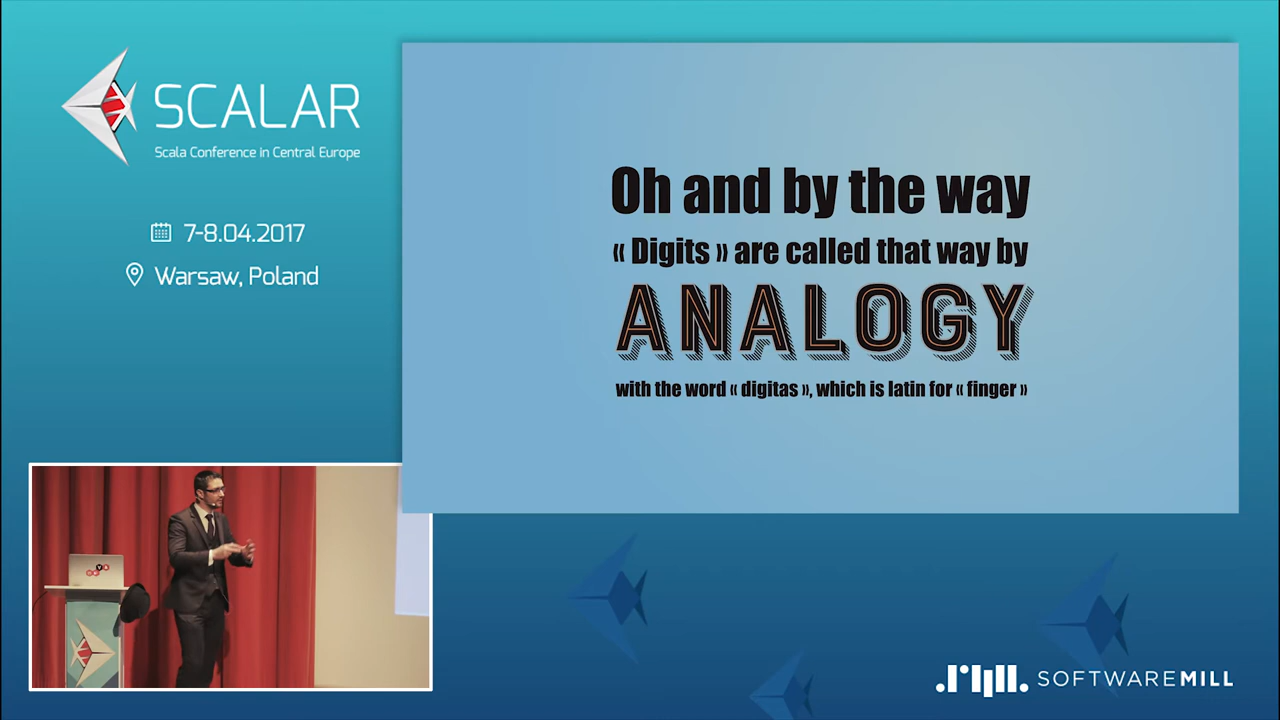 SCALAR
Scala Conference in Central Europe
7-8.04.2017
Warsaw, Poland
Oh and by the way
« Digits » are called that way by
ANALOGY
with the word « digitas », which is latin for « finger »
SOFTWAREMILL